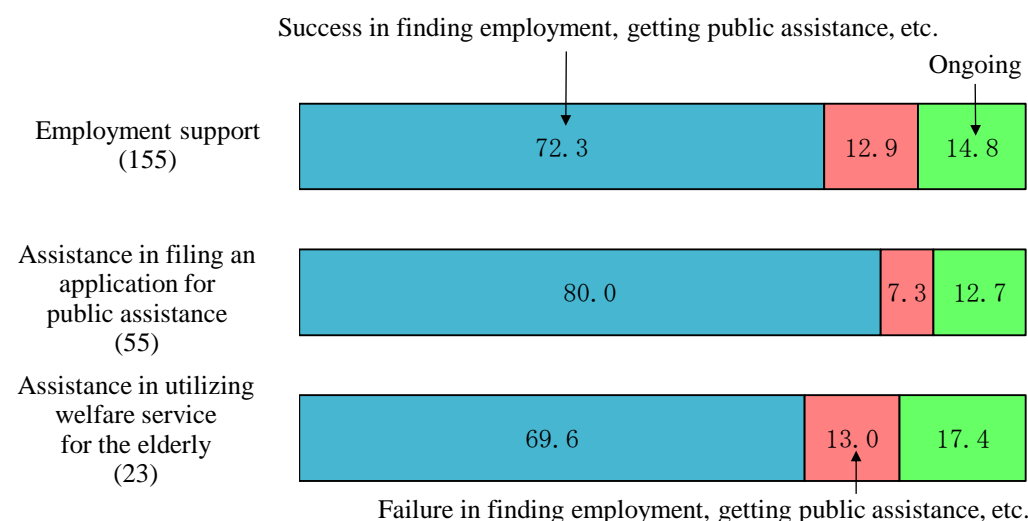 Success in finding employment, getting public assistance, etc.
Ongoing
Employment support
(155)
72.3
12.9
14.8
Assistance in filing an
application for
public assistance
(55)
80.0
7.3
12.7
Assistance in utilizing
welfare service
for the elderly
(23)
69.6
13.0
17.4
Failure in finding employment, getting public assistance, etc.